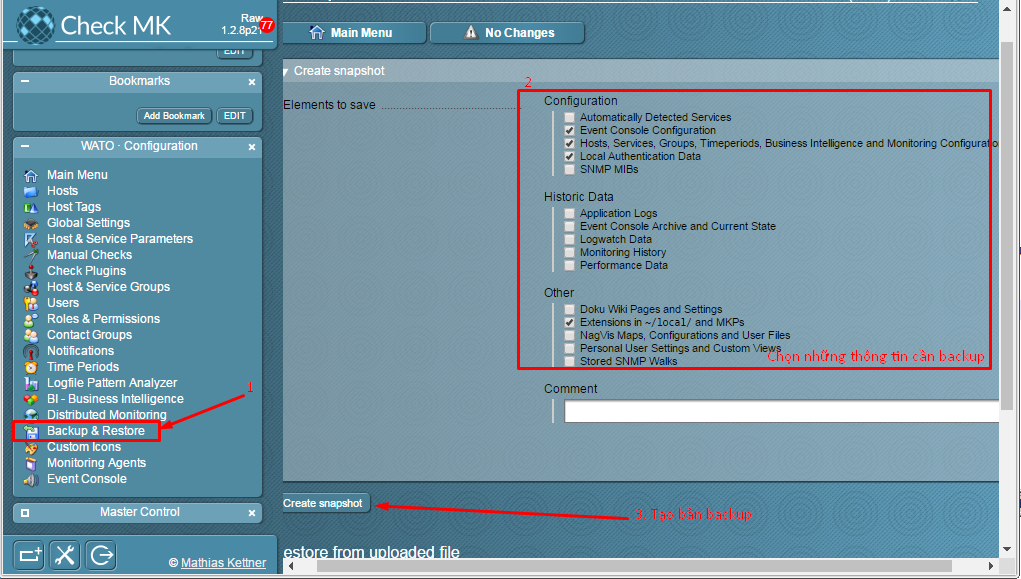 Check MK
Raw
1.2.8p21
77
EDIT
Bookmarks
Add Bookmark
EDIT
WATO · Configuration
Main Menu
Hosts
Host Tags
Global Settings
Host & Service Parameters
Manual Checks
Check Plugins
Host & Service Groups
Users
Roles & Permissions
Contact Groups
Notifications
Time Periods
Logfile Pattern Analyzer
BI - Business Intelligence
Distributed Monitoring
1
Backup & Restore
Custom Icons
Monitoring Agents
Event Console
Master Control
© Mathias Kettner
Main Menu
No Changes
Create snapshot
2
Elements to save
Configuration
Automatically Detected Services
Event Console Configuration
Hosts, Services, Groups, Timeperiods, Business Intelligence and Monitoring Configuratio
Local Authentication Data
SNMP MIBs
Historic Data
Application Logs
Event Console Archive and Current State
Logwatch Data
Monitoring History
Performance Data
Other
Doku Wiki Pages and Settings
Extensions in ~/local/ and MKPs
NagVis Maps, Configurations and User Files
Personal User Settings and Custom Views
Chọn những thông tin cần backup
Stored SNMP Walks
Comment
Create snapshot
3. Tạo bản backup
estore from uploaded file